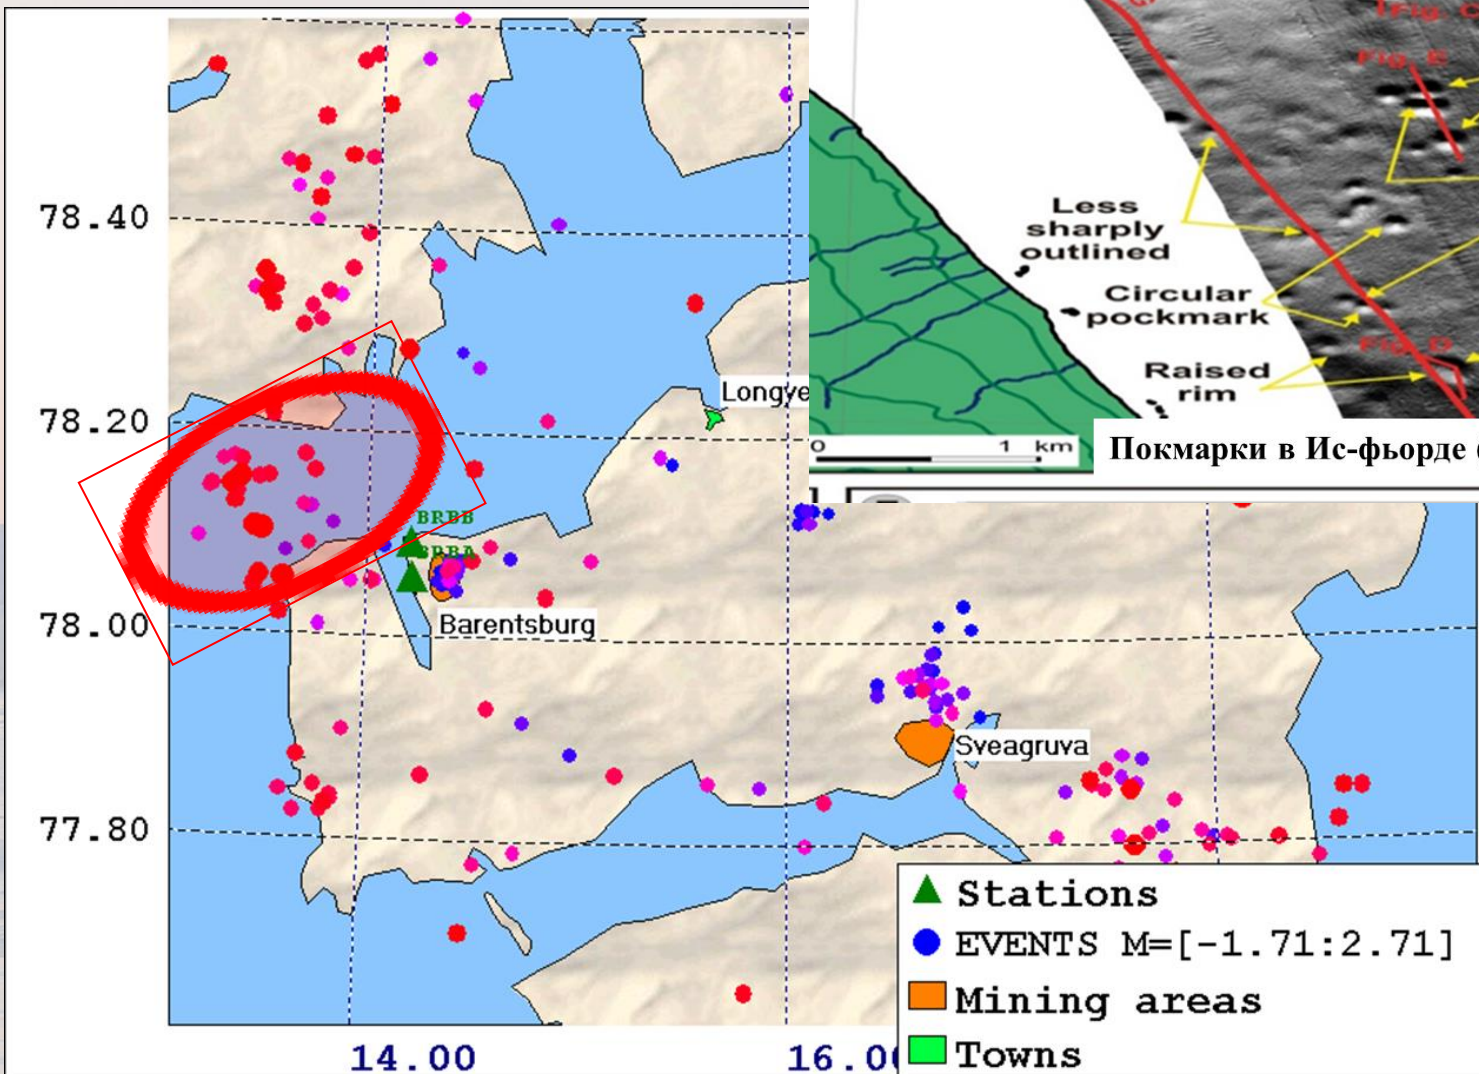 78.40
78.20
78.00
77.80
14.00
16.0
Longye
BRBB
BRBA
Barentsburg
Sveagruva
Stations
EVENTS M=[-1.71:2.71]
Mining areas
Towns
Fig. E
Less
sharply
outlined
Circular
pockmark
Raised
rim
Fig. D
0 1 km
Покмарки в Ис-фьорде (